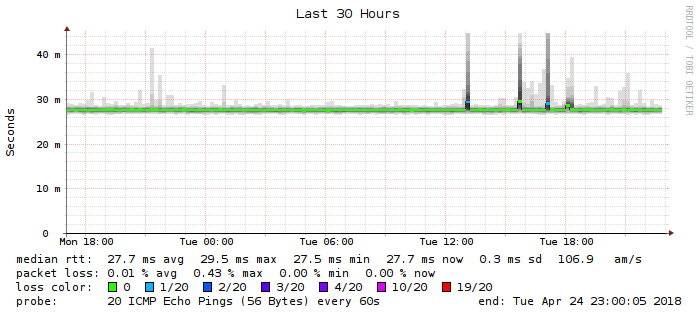 Last 30 Hours
RRDTOOL / TOBI OETIKER
Seconds
40 m
30 m
20 m
10 m
0
Mon 18:00 Tue 00:00 Tue 06:00 Tue 12:00 Tue 18:00
median rtt: 27.7 ms avg 29.5 ms max 27.5 ms min 27.7 ms now 0.3 ms sd 106.9 am/s
packet loss: 0.01 % avg 0.43 % max 0.00 % min 0.00 % now
loss color: 0 1/20 2/20 3/20 4/20 10/20 19/20
probe: 20 ICMP Echo Pings (56 Bytes) every 60s end: Tue Apr 24 23:00:05 2018